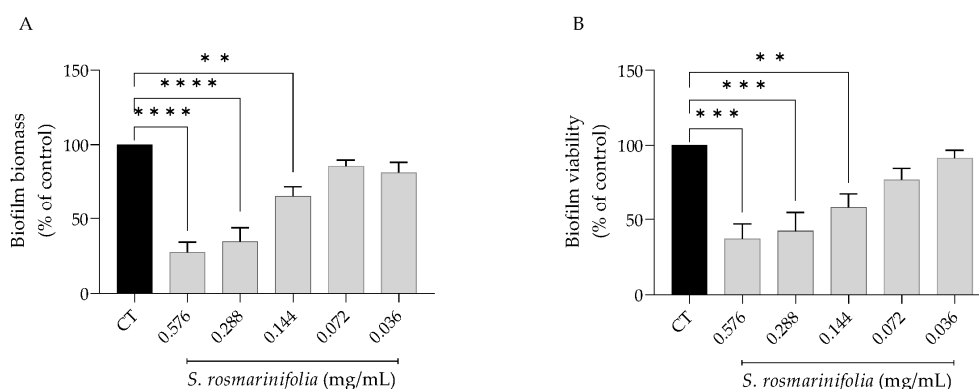 A
150
100
50
0
Biofilm biomass
(% of control)
* *
* * * *
* * * *
CT
0.576
0.288
0.144
0.072
0.036
S. rosmarinifolia (mg/mL)
B
150
100
50
0
Biofilm viability
(% of control)
* *
* * *
* * *
CT
0.576
0.288
0.144
0.072
0.036
S. rosmarinifolia (mg/mL)